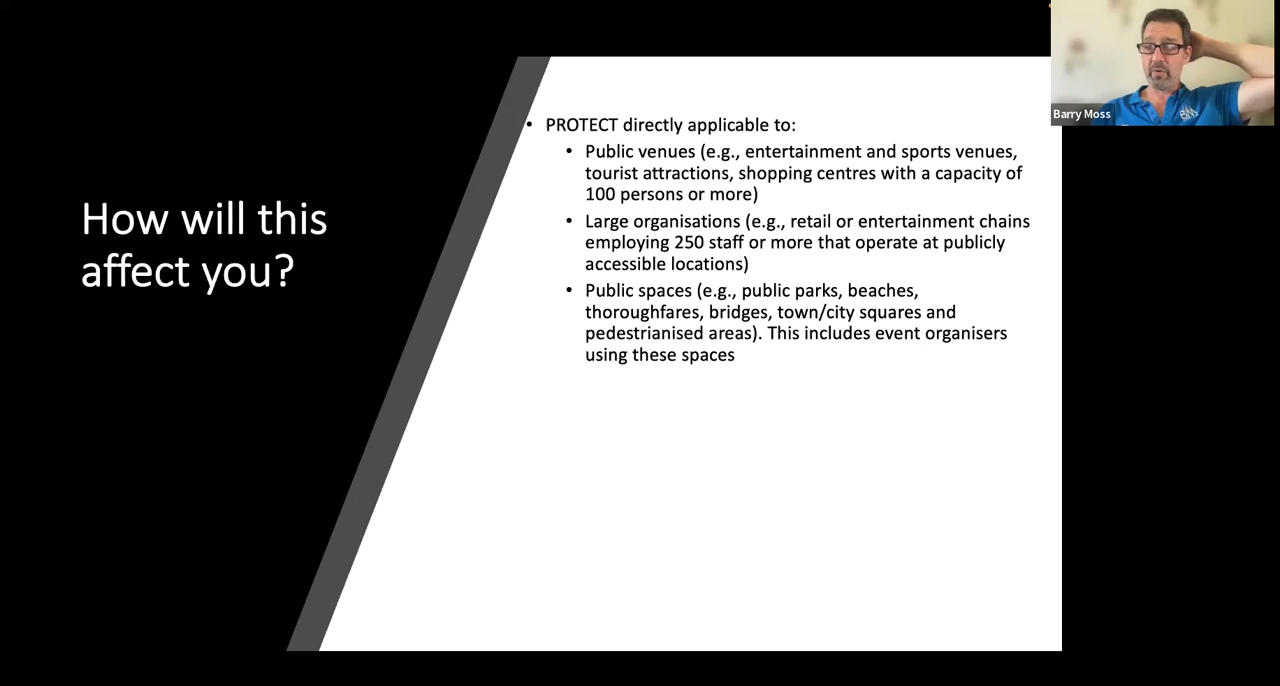 Barry Moss
How will this
affect you?
• PROTECT directly applicable to:
• Public venues (e.g., entertainment and sports venues,
tourist attractions, shopping centres with a capacity of
100 persons or more)
• Large organisations (e.g., retail or entertainment chains
employing 250 staff or more that operate at publicly
accessible locations)
• Public spaces (e.g., public parks, beaches,
thoroughfares, bridges, town/city squares and
pedestrianised areas). This includes event organisers
using these spaces